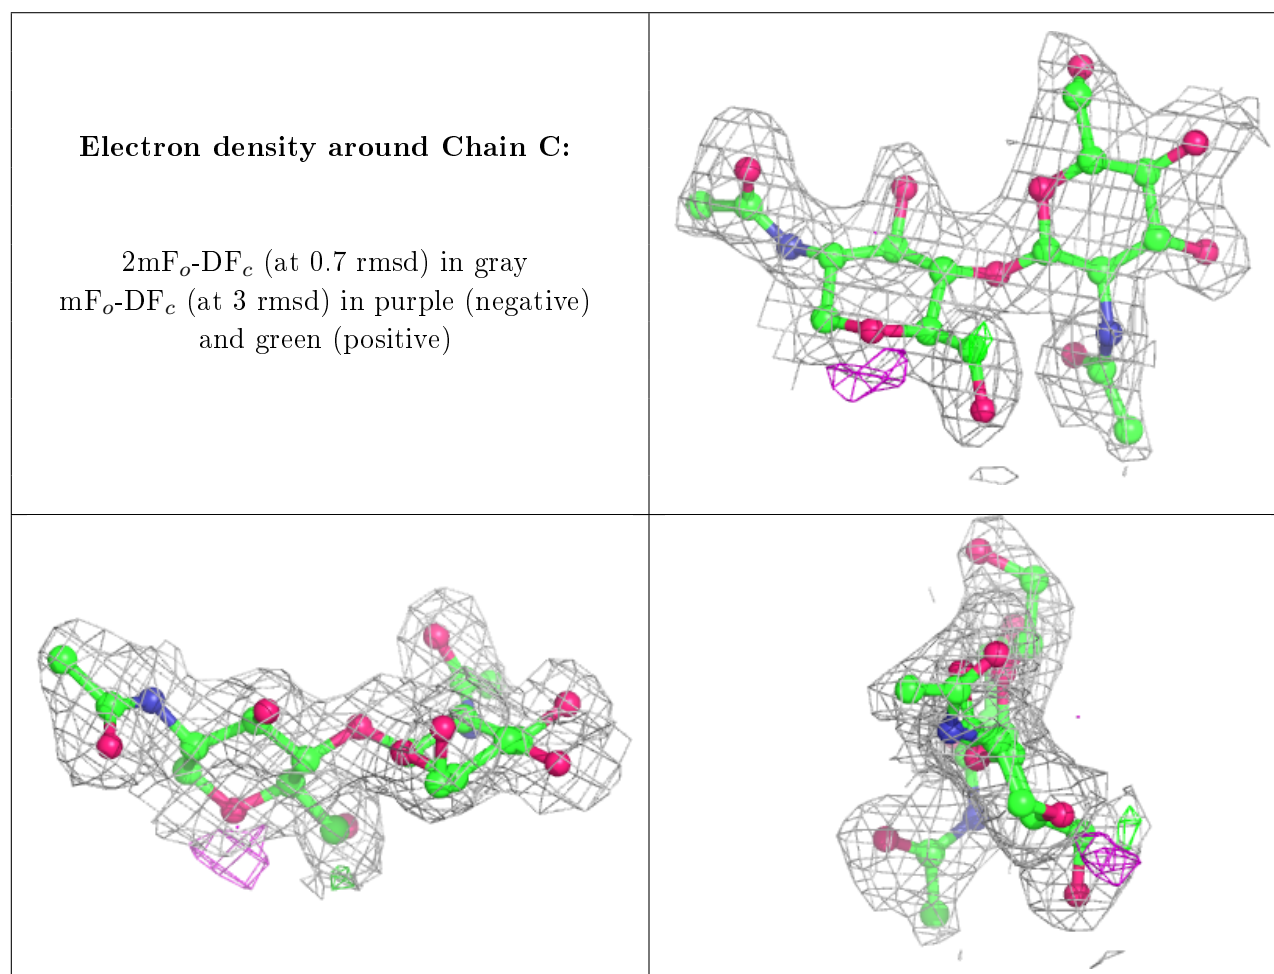 Electron density around Chain C:
2mFₒ-DF𝒸 (at 0.7 rmsd) in gray
mFₒ-DF𝒸 (at 3 rmsd) in purple (negative)
and green (positive)